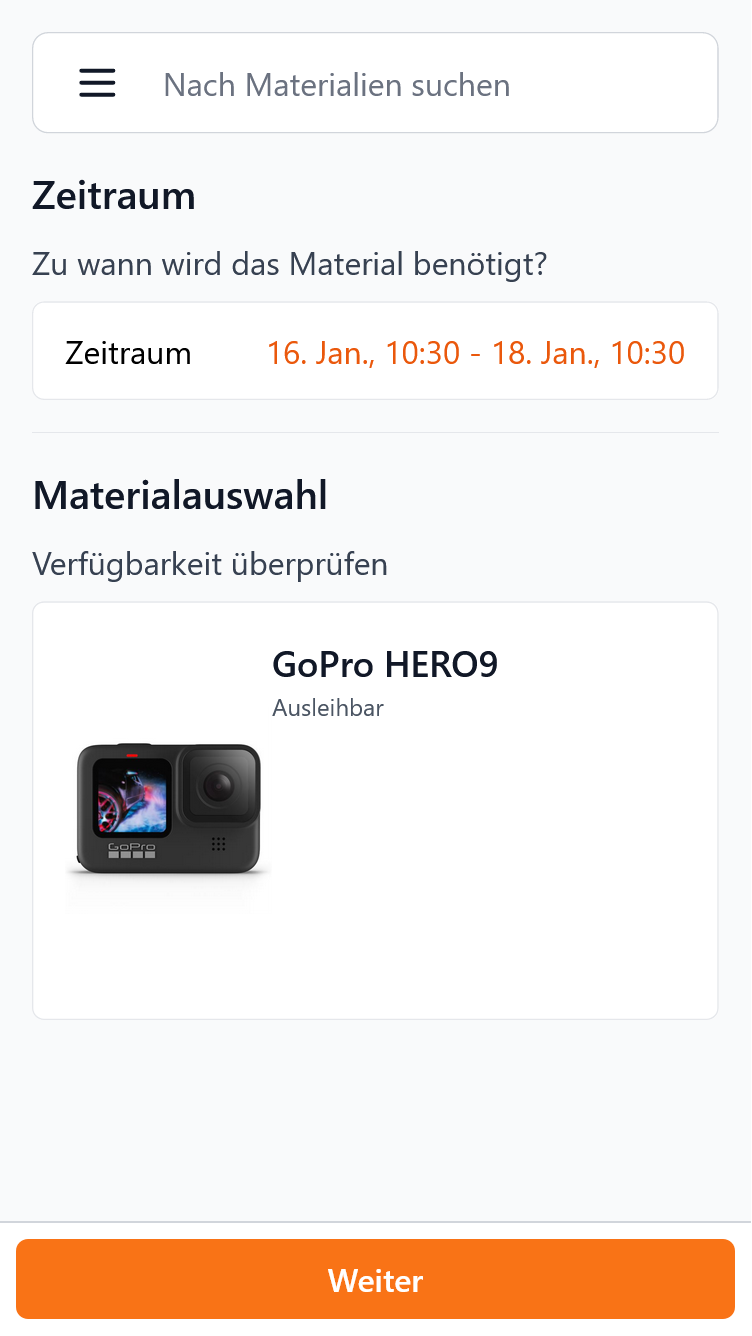 Nach Materialien suchen
Zeitraum
Zu wann wird das Material benötigt?
Zeitraum 16. Jan., 10:30 - 18. Jan., 10:30
Materialauswahl
Verfügbarkeit überprüfen
GoPro HERO9
Ausleihbar
GoPro
Weiter